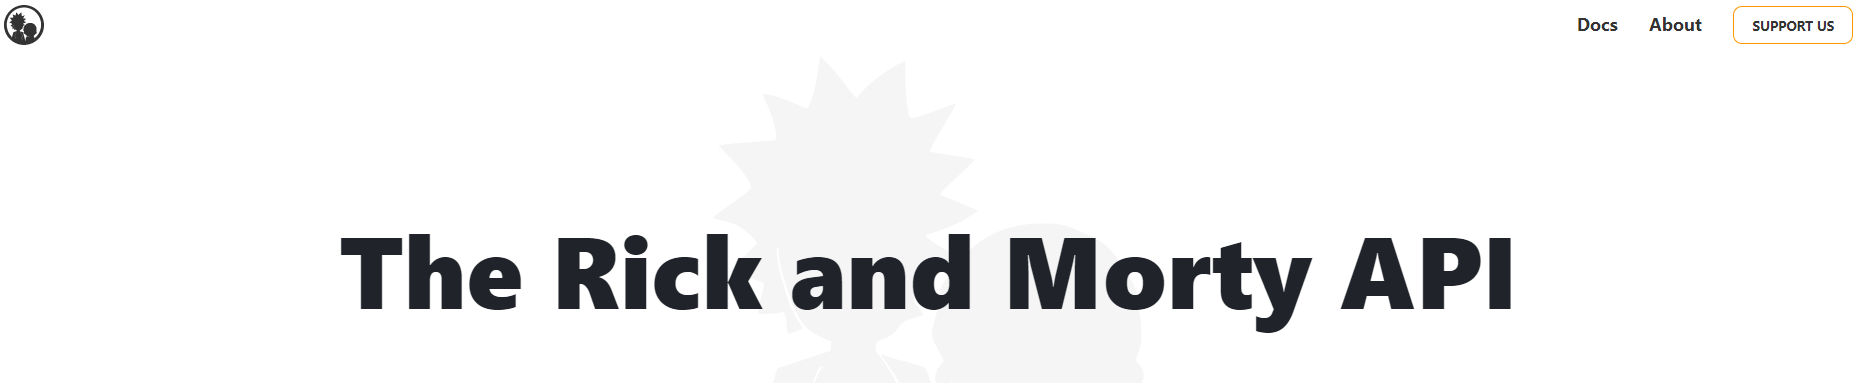 Docs About SUPPORT US
The Rick and Morty API